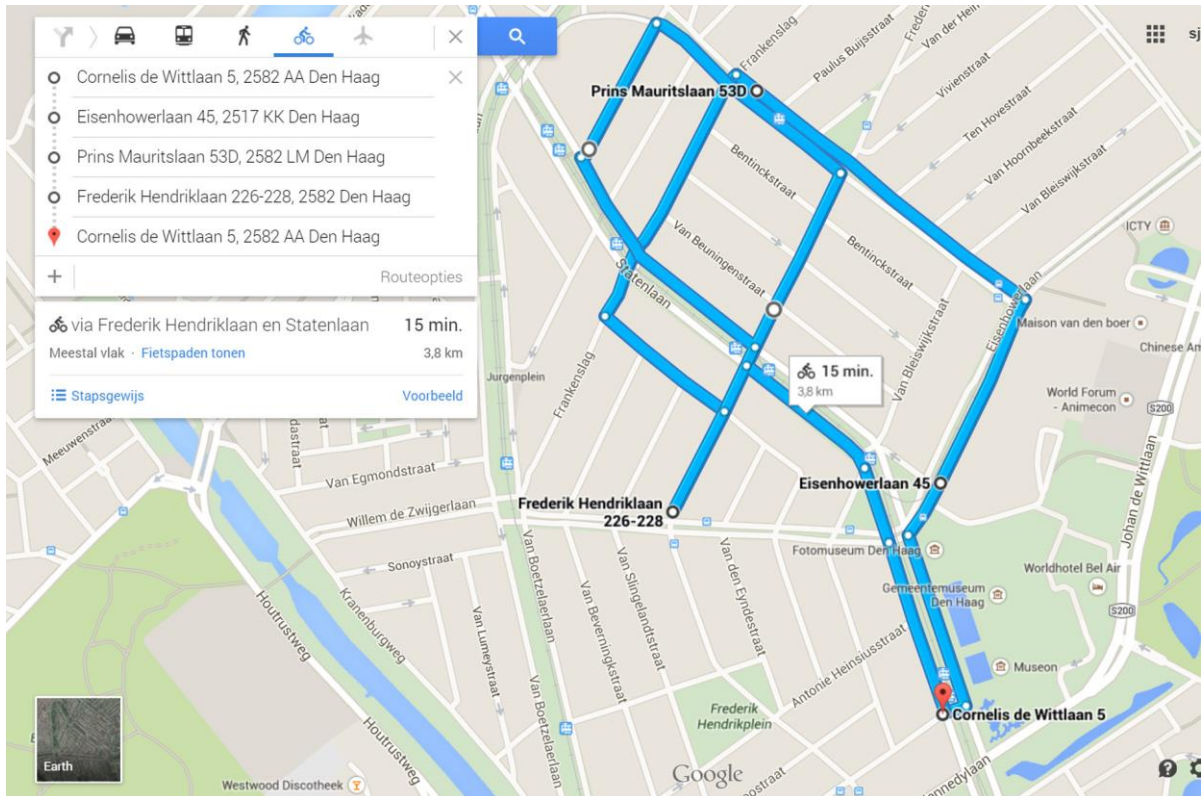 Cornelis de Wittlaan 5, 2582 AA Den Haag
Eisenhowerlaan 45, 2517 KK Den Haag
Prins Mauritslaan 53D, 2582 LM Den Haag
Frederik Hendriklaan 226-228, 2582 Den Haag
Cornelis de Wittlaan 5, 2582 AA Den Haag
Routeopties
via Frederik Hendriklaan en Statenlaan 15 min.
Meestal vlak · Fietspaden tonen 3,8 km
Stapsgewijs Voorbeeld
sj
Frankenslag
Paulus Buijsstraat
Van der Hein
Vivienstraat
Ten Hovestraat
Van Hoornbeekstraat
Van Bleiswijkstraat
Prins Mauritslaan 53D
Bentinckstraat
Van Beuningenstraat
Bentinckstraat
Statenlaan
Van Bleiswijkstraat
Eisenhowerlaan
ICTY
Maison van den boer
Chinese Am
World Forum
- Animecon
S200
Jurgenplein
Frankenslag
15 min.
3,8 km
Meeuwenstraat
dastraat
Van Egmondstraat
Willem de Zwijgerlaan
Frederik Hendriklaan
226-228
Eisenhowerlaan 45
Johan de Wittlaan
Fotomuseum Den Haag
Worldhotel Bel Air
Gemeentemuseum
Den Haag
S200
Sonoystraat
Kranenburgweg
Houtrustweg
Van Lumeystraat
Van Boetzelaerlaan
Van Beverningkstraat
Van Slingelandtstraat
Van den Eyndestraat
Antonie Heinsiusstraat
Museon
Frederik
Hendrikplein
Cornelis de Wittlaan 5
Van Boetzelaerlaan
Houtrustweg
Earth
Westwood Discotheek
Google
oostraat
nnedylaan